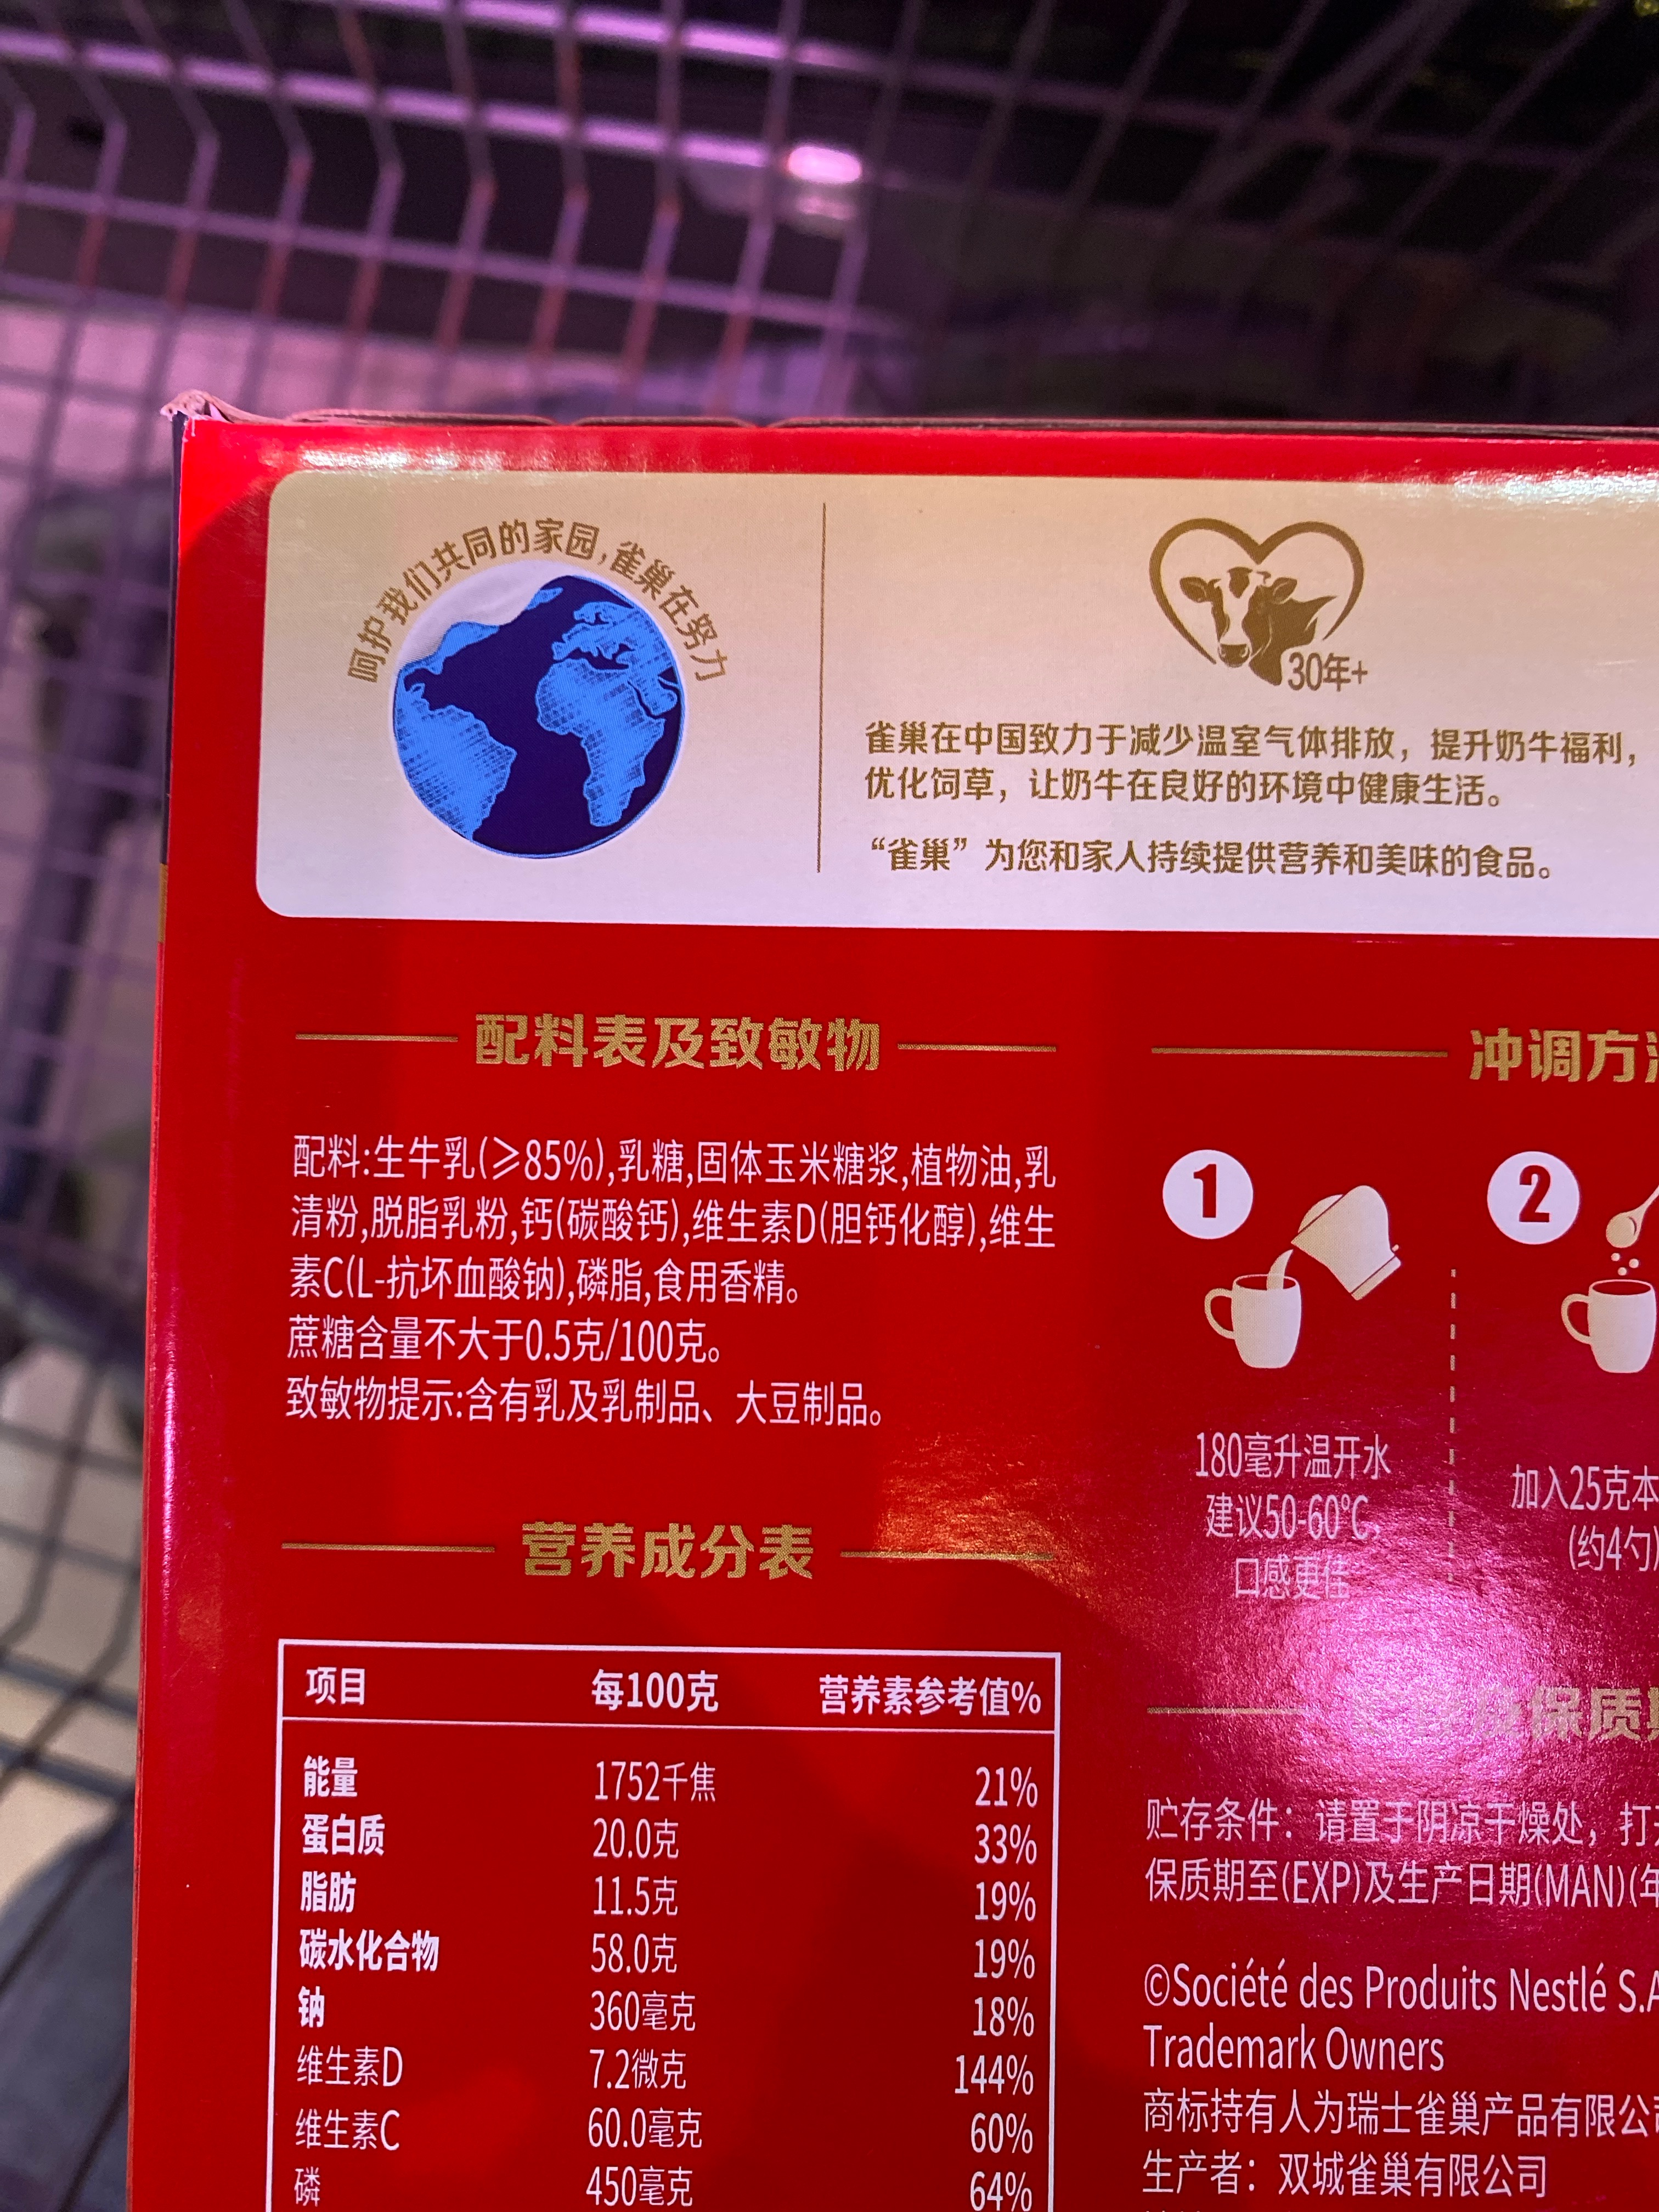 呵护我们共同的家园,雀巢在努力
30年+
雀巢在中国致力于减少温室气体排放，提升奶牛福利，
优化饲草，让奶牛在良好的环境中健康生活。
“雀巢”为您和家人持续提供营养和美味的食品。
配料表及致敏物
配料:生牛乳(≥85%),乳糖,固体玉米糖浆,植物油,乳
清粉,脱脂乳粉,钙(碳酸钙),维生素D(胆钙化醇),维生
素C(L-抗坏血酸钠),磷脂,食用香精。
蔗糖含量不大于0.5克/100克。
致敏物提示:含有乳及乳制品、大豆制品。
营养成分表
项目 每100克 营养素参考值%
能量 1752千焦 21%
蛋白质 20.0克 33%
脂肪 11.5克 19%
碳水化合物 58.0克 19%
钠 360毫克 18%
维生素D 7.2微克 144%
维生素C 60.0毫克 60%
磷 450毫克 64%
冲调方
1
180毫升温开水
建议50-60℃,
口感更佳
2
加入25克本
(约4勺)
保质
贮存条件：请置于阴凉干燥处，打
保质期至(EXP)及生产日期(MAN)(年
©Société des Produits Nestlé S.A
Trademark Owners
商标持有人为瑞士雀巢产品有限公
生产者：双城雀巢有限公司